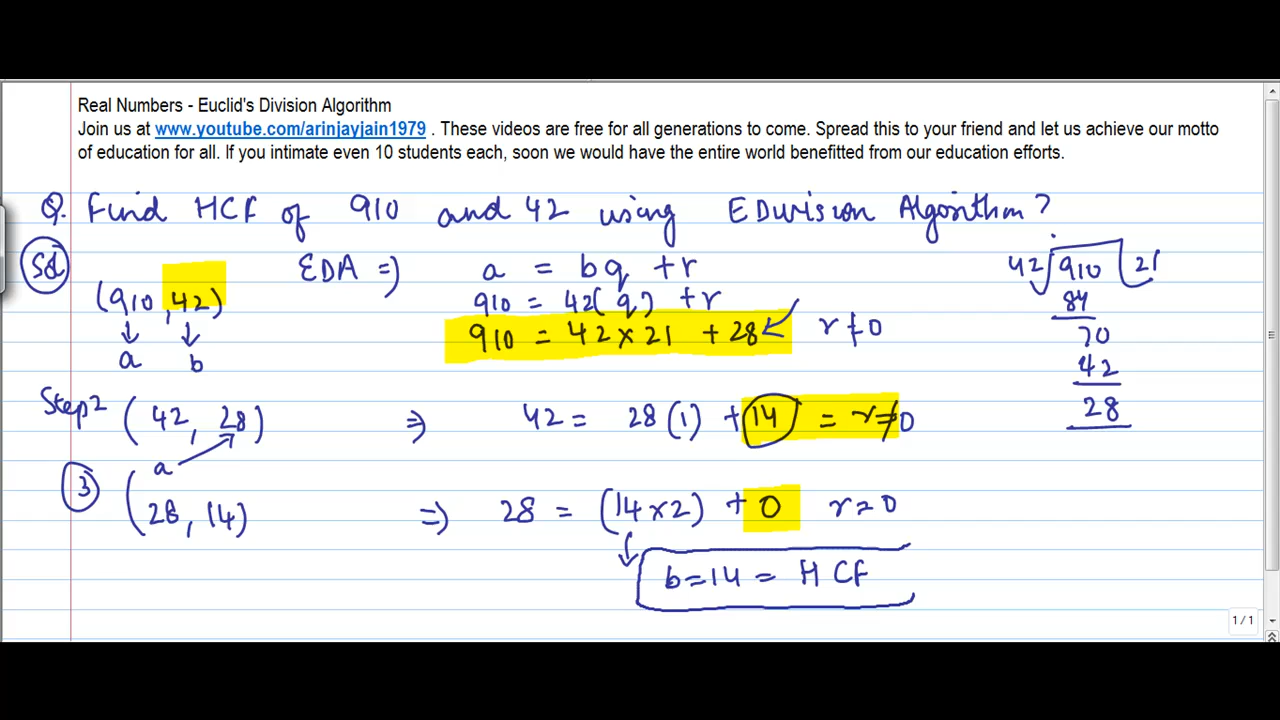 Real Numbers - Euclid's Division Algorithm
Join us at www.youtube.com/arinjayjain1979 . These videos are free for all generations to come. Spread this to your friend and let us achieve our motto
of education for all. If you intimate even 10 students each, soon we would have the entire world benefitted from our education efforts.
Q. Find HCF of 910 and 42 using EDivision Algorithm?
Sol
EDA => a = bq + r
(910, 42)
a b
910 = 42(q) + r
910 = 42 × 21 + 28 r ≠ 0
42 910 21
84
70
42
28
Step 2 (42, 28) => 42 = 28(1) + 14 = r ≠ 0
a
3 (28, 14) => 28 = (14×2) + 0 r = 0
b = 14 = HCF
1 / 1